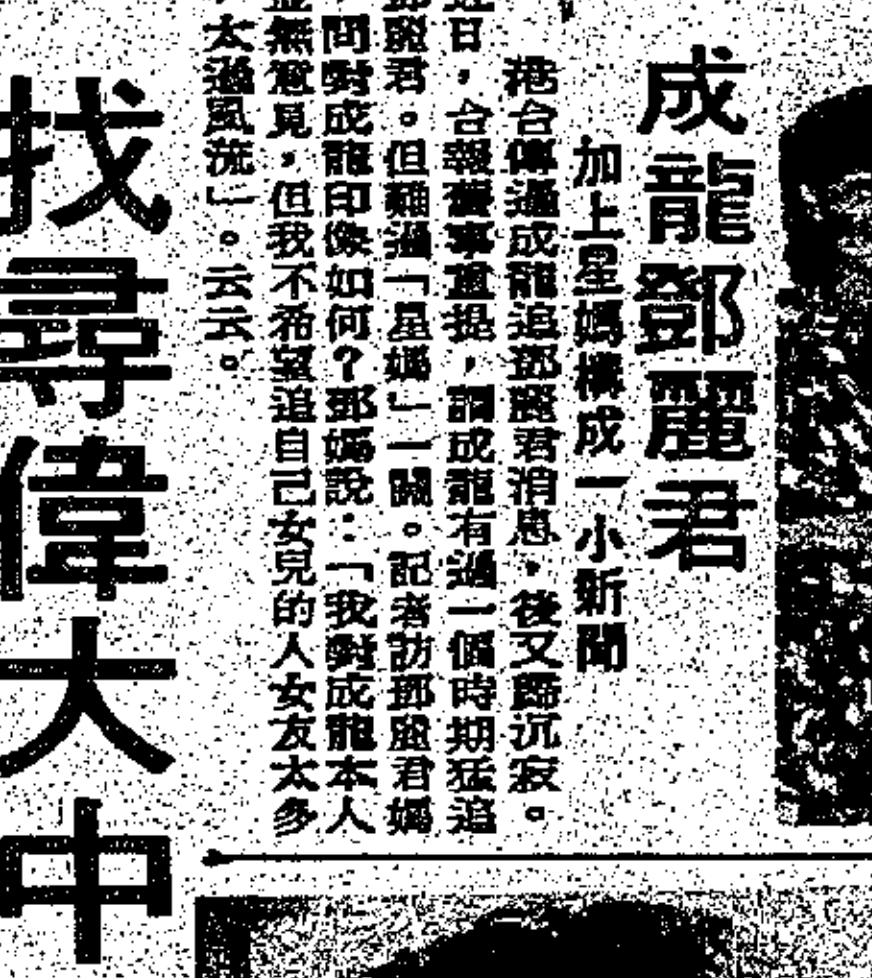 成龍鄧麗君
加上星媽構成一小新聞
港台傳過成龍追鄧麗君消息，後又歸沉寂。
近日，台報舊事重提，謂成龍有過一個時期猛追
鄧麗君。但難過「星媽」一關。記者訪鄧麗君媽
，問對成龍印像如何？鄧媽說：「我對成龍本人
並無意見，但我不希望追自己女兒的人女友太多
，太過風流」。云云。
找尋偉大中